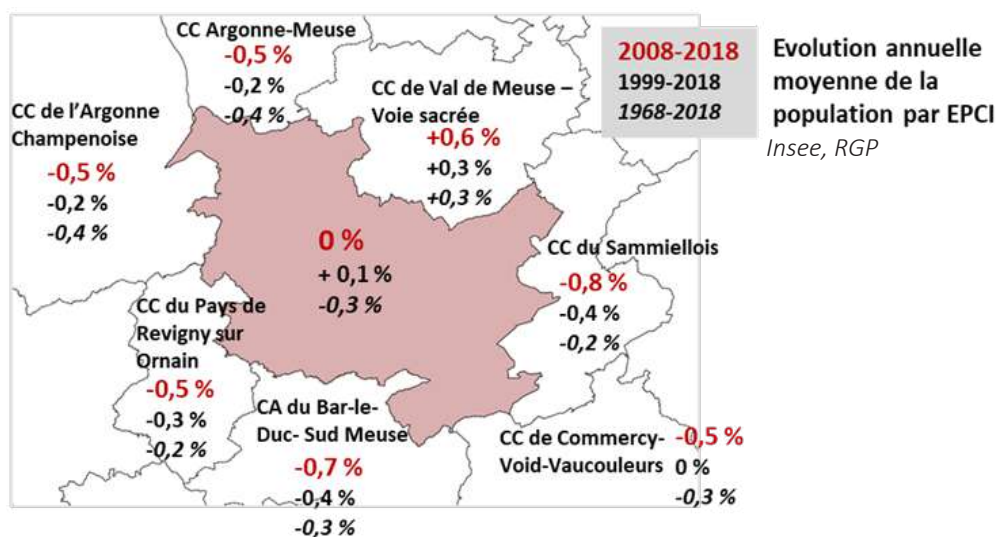 CC Argonne-Meuse
-0,5 %
-0,2 %
-0,4 %
CC de Val de Meuse –
Voie sacrée
+0,6 %
+0,3 %
+0,3 %
2008-2018
1999-2018
1968-2018
Evolution annuelle
moyenne de la
population par EPCI
Insee, RGP
CC de l’Argonne
Champenoise
-0,5 %
-0,2 %
-0,4 %
0 %
+ 0,1 %
-0,3 %
CC du Sammiellois
-0,8 %
-0,4 %
-0,2 %
CC du Pays de
Revigny sur
Ornain
-0,5 %
-0,3 %
-0,2 %
CA du Bar-le-
Duc- Sud Meuse
-0,7 %
-0,4 %
-0,3 %
CC de Commercy-
Void-Vaucouleurs
-0,5 %
0 %
-0,3 %